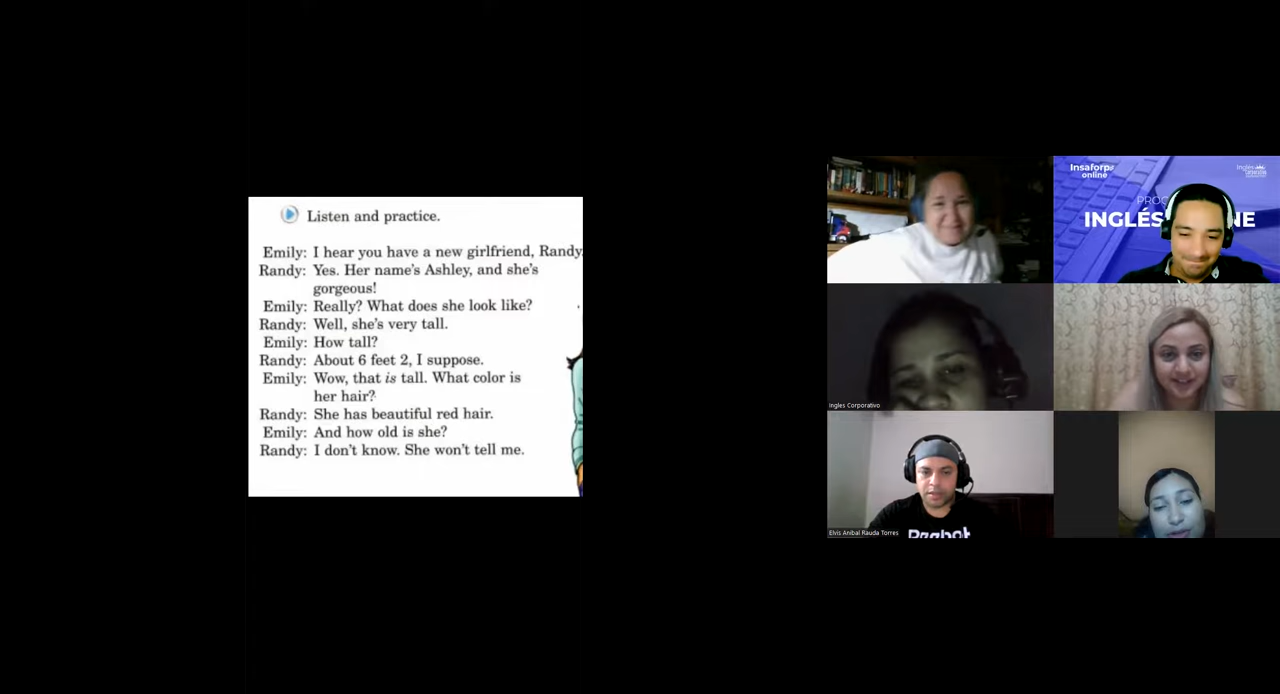 Listen and practice.
Emily: I hear you have a new girlfriend, Randy
Randy: Yes. Her name's Ashley, and she's
gorgeous!
Emily: Really? What does she look like?
Randy: Well, she's very tall.
Emily: How tall?
Randy: About 6 feet 2, I suppose.
Emily: Wow, that is tall. What color is
her hair?
Randy: She has beautiful red hair.
Emily: And how old is she?
Randy: I don't know. She won't tell me.
Insaforp
online
Inglés
INGLÉS
NE
Ingles Corporativo
Elvis Anibal Rauda Torres